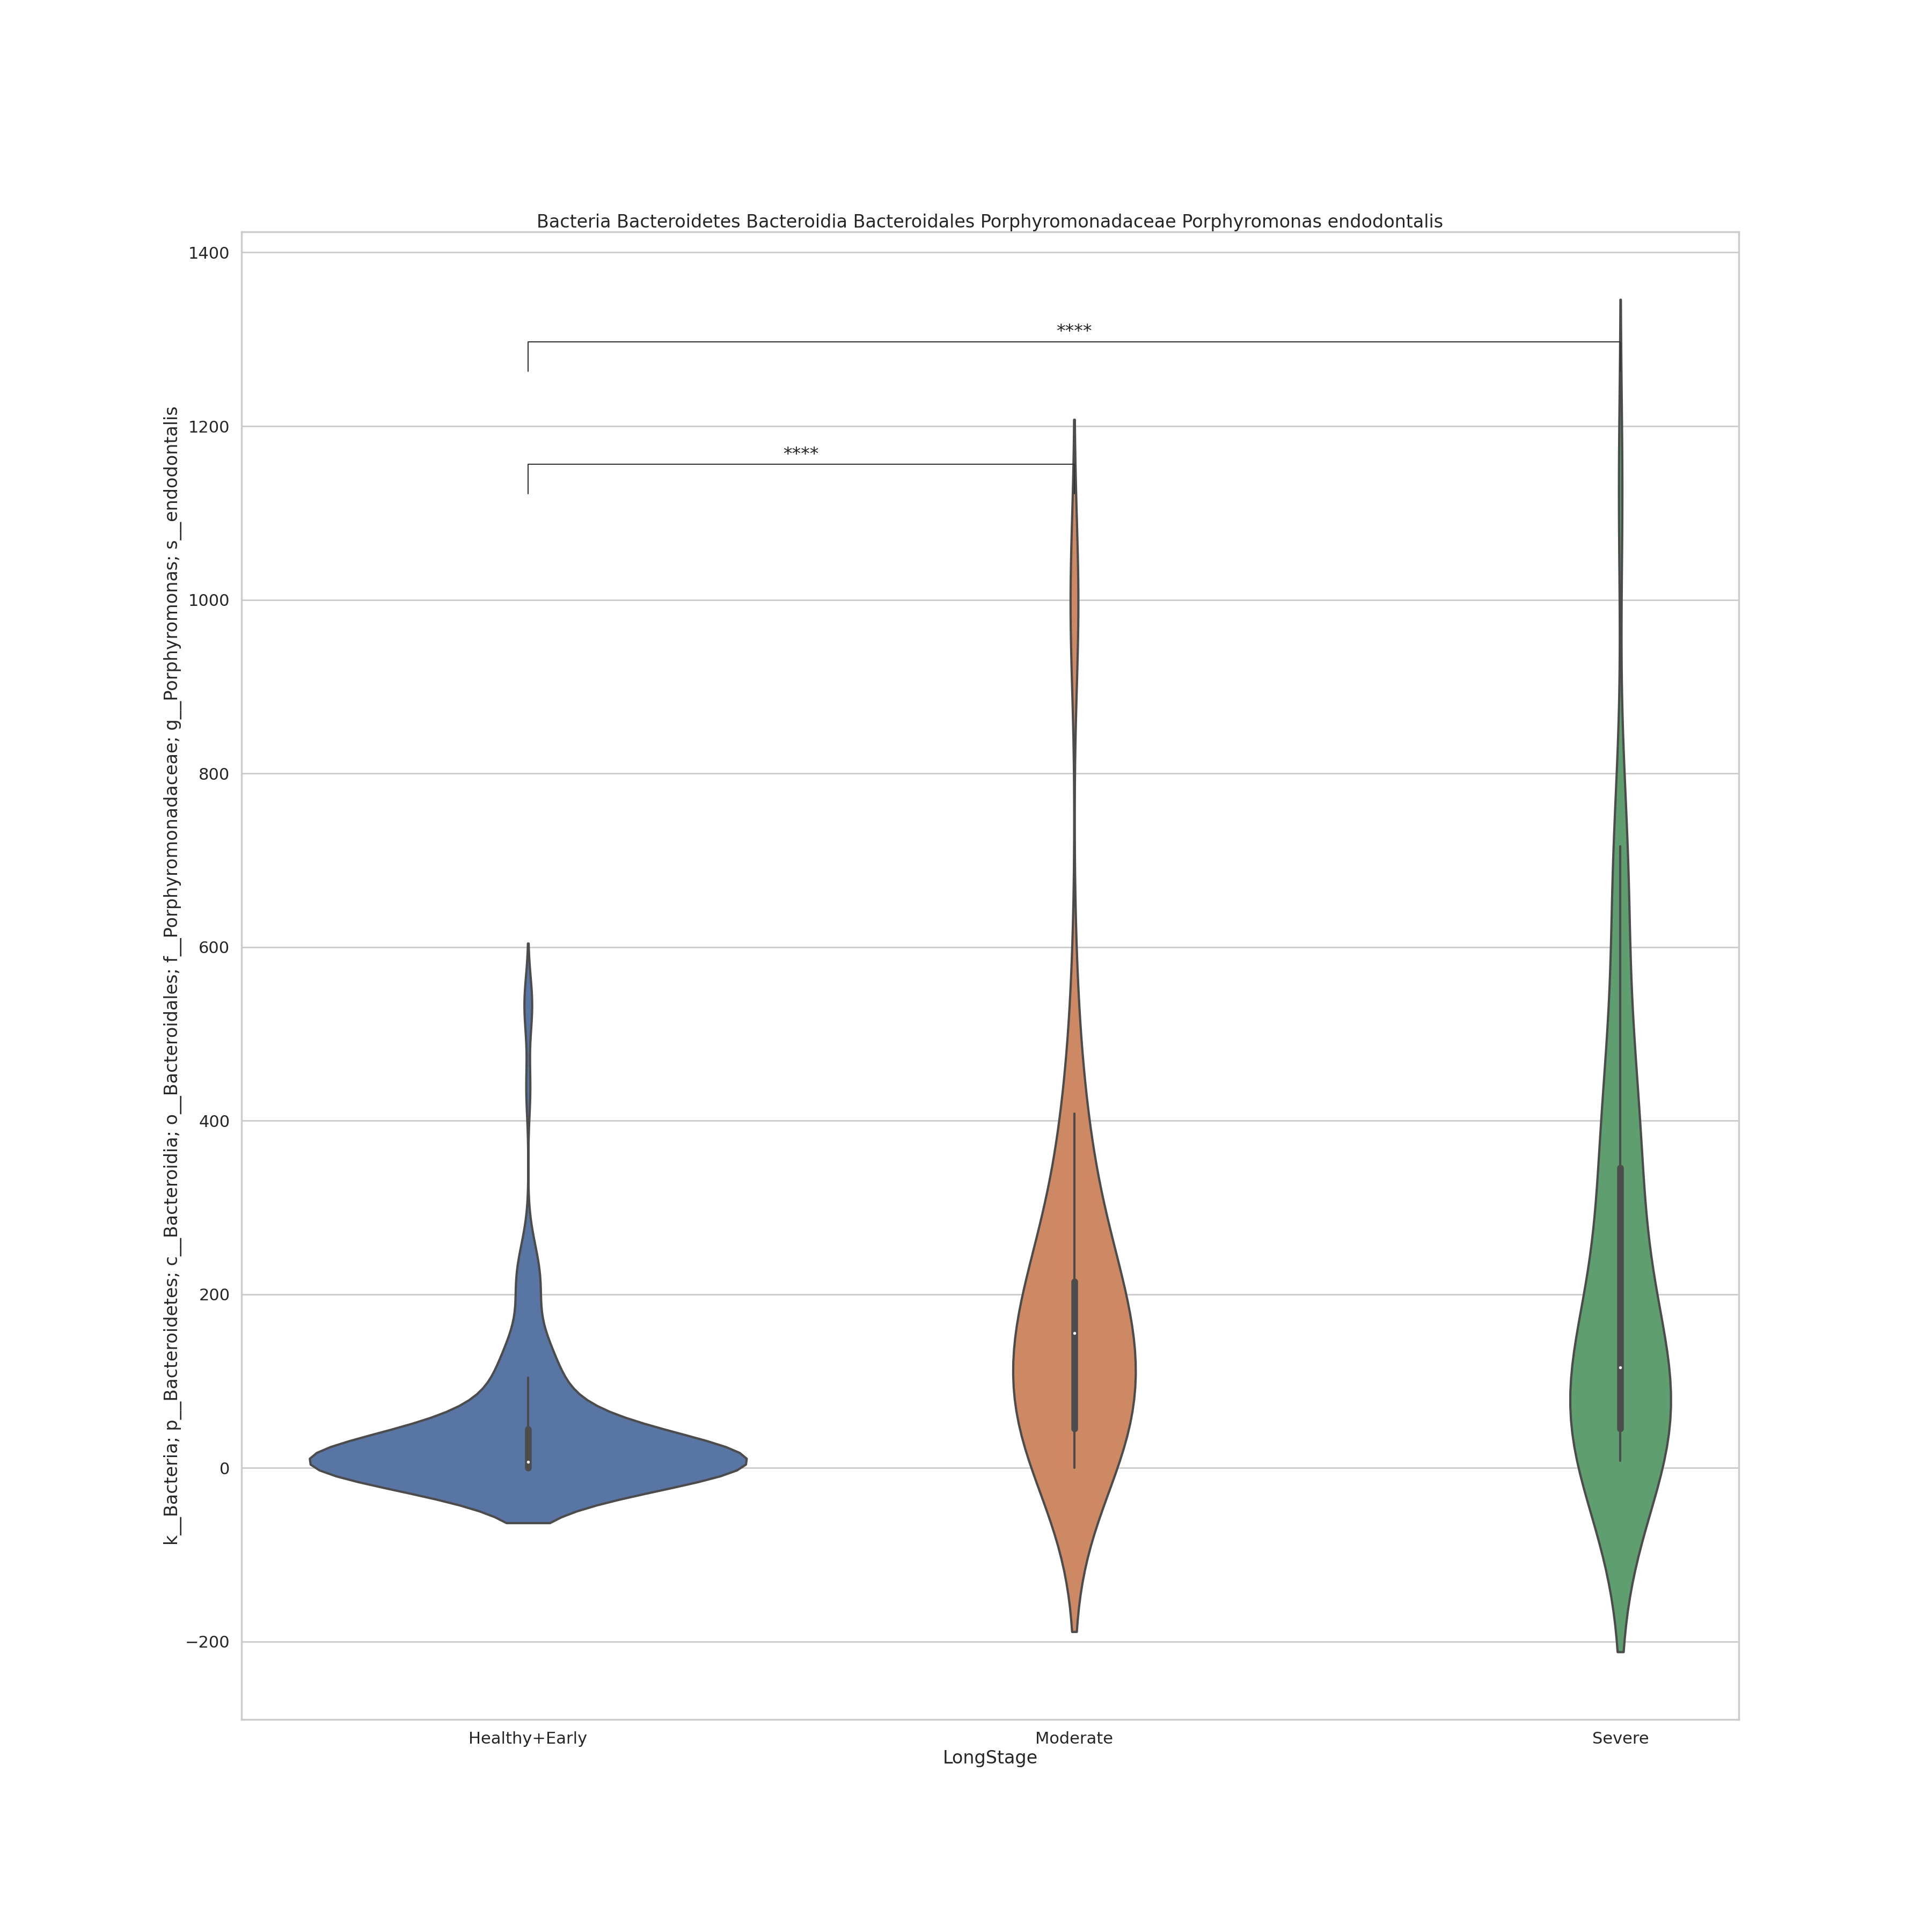 Bacteria Bacteroidetes Bacteroidia Bacteroidales Porphyromonadaceae Porphyromonas endodontalis
k__Bacteria; p__Bacteroidetes; c__Bacteroidia; o__Bacteroidales; f__Porphyromonadaceae; g__Porphyromonas; s__endodontalis
1400
1200
1000
800
600
400
200
0
−200
****
****
Healthy+Early
Moderate
Severe
LongStage